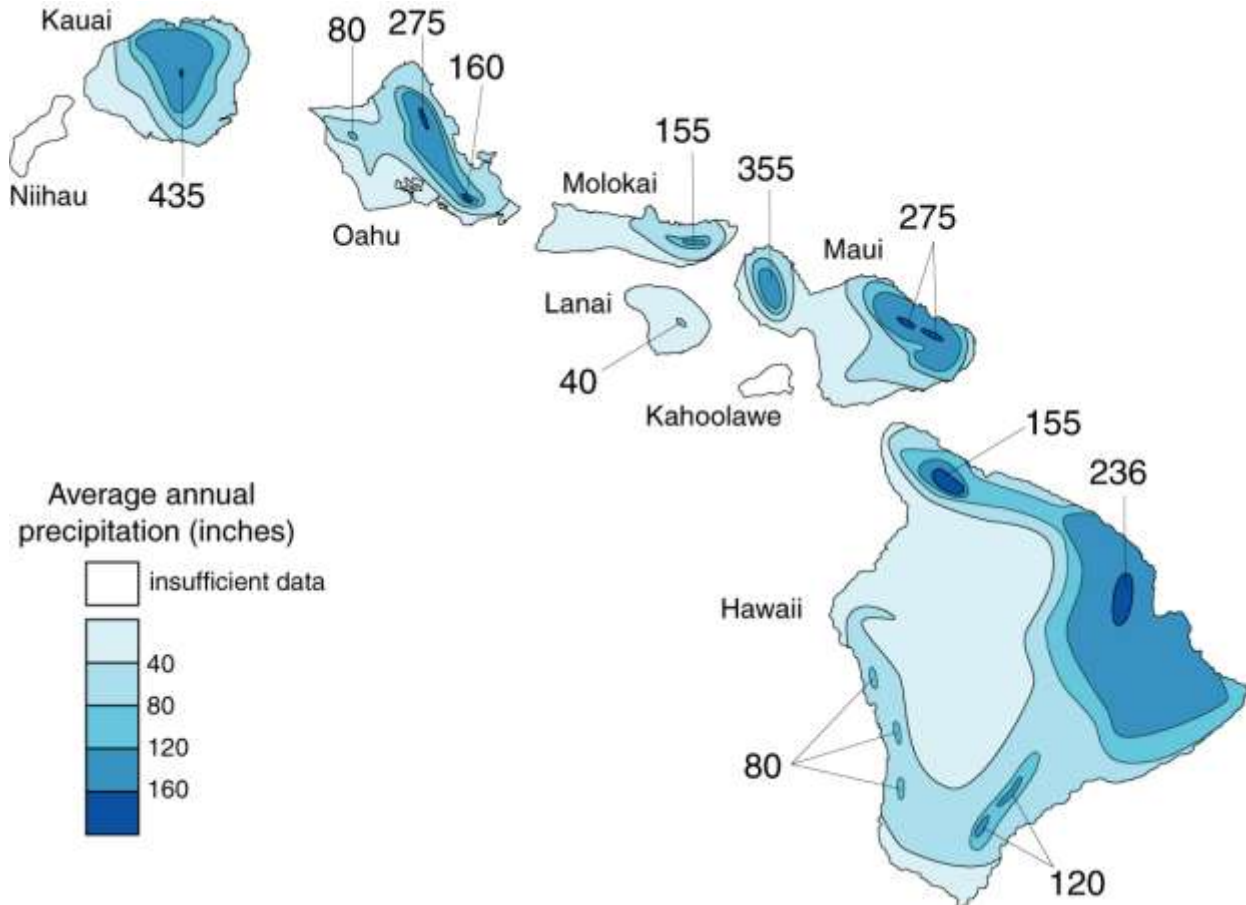 Kauai
80
275
160
155
355
Molokai
275
Maui
Niihau
435
Oahu
Lanai
40
Kahoolawe
155
236
Average annual
precipitation (inches)
insufficient data
40
80
120
160
Hawaii
80
120